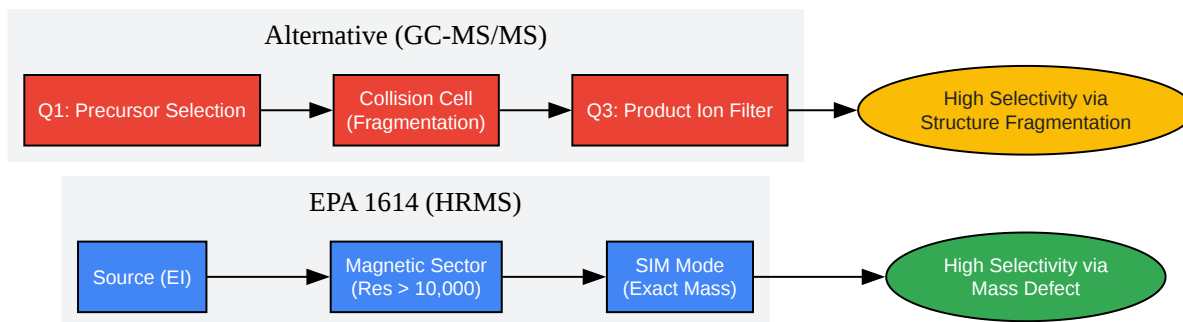 Alternative (GC-MS/MS)
Q1: Precursor Selection
Collision Cell
(Fragmentation)
Q3: Product Ion Filter
High Selectivity via
Structure Fragmentation
EPA 1614 (HRMS)
Source (EI)
Magnetic Sector
(Res > 10,000)
SIM Mode
(Exact Mass)
High Selectivity via
Mass Defect